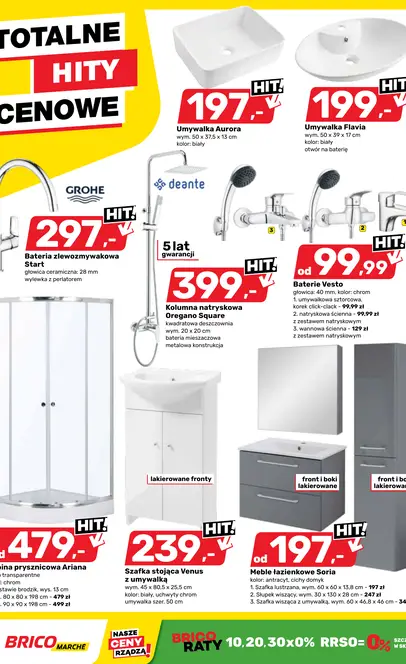 TOTALNE
HITY
CENOWE
197,-
HIT!
Umywalka Aurora
wym. 50 x 37,5 x 13 cm
kolor: biały
199,-
HIT!
Umywalka Flavia
wym. 50 x 39 x 17 cm
kolor: biały
otwór na baterię
GROHE
297,-
HIT!
Bateria zlewozmywakowa
Start
głowica ceramiczna: 28 mm
wylewka z perlatorem
deante
5 lat
gwarancji
399,-
HIT!
Kolumna natryskowa
Oregano Square
kwadratowa deszczownia
wym. 20 x 20 cm
bateria mieszaczowa
metalowa konstrukcja
3
2
od 99,99
HIT!
Baterie Vesto
głowica: 40 mm, kolor: chrom
1. umywalkowa sztorcowa,
korek click-clack - 99,99 zł
2. natryskowa ścienna - 99,99 zł
z zestawem natryskowym
3. wannowa ścienna - 129 zł
z zestawem natryskowym
479,-
HIT!
bina prysznicowa Ariana
o transparentne
: chrom
stawie brodzik, wys. 13 cm
80 x 80 x 198 cm - 479 zł
90 x 90 x 198 cm - 499 zł
lakierowane fronty
239,-
HIT!
Szafka stojąca Venus
z umywalką
wym. 45 x 80,5 x 25,5 cm
kolor: biały, uchwyty chrom
umywalka szer. 50 cm
front i boki
lakierowane
front i boki
lakierowane
od 197,-
HIT!
Meble łazienkowe Soria
kolor: antracyt, cichy domyk
1. Szafka lustrzana, wym. 60 x 60 x 13,8 cm - 197 zł
2. Słupek wiszący, wym. 30 x 130 x 28 cm - 247 zł
3. Szafka wisząca z umywalką, wym. 60 x 46,8 x 46 cm - 34
BRICO
MARCHE
NASZE
CENY
RZĄDZĄ!
BRICO
RATY
10,20,30x0% RRSO=0%